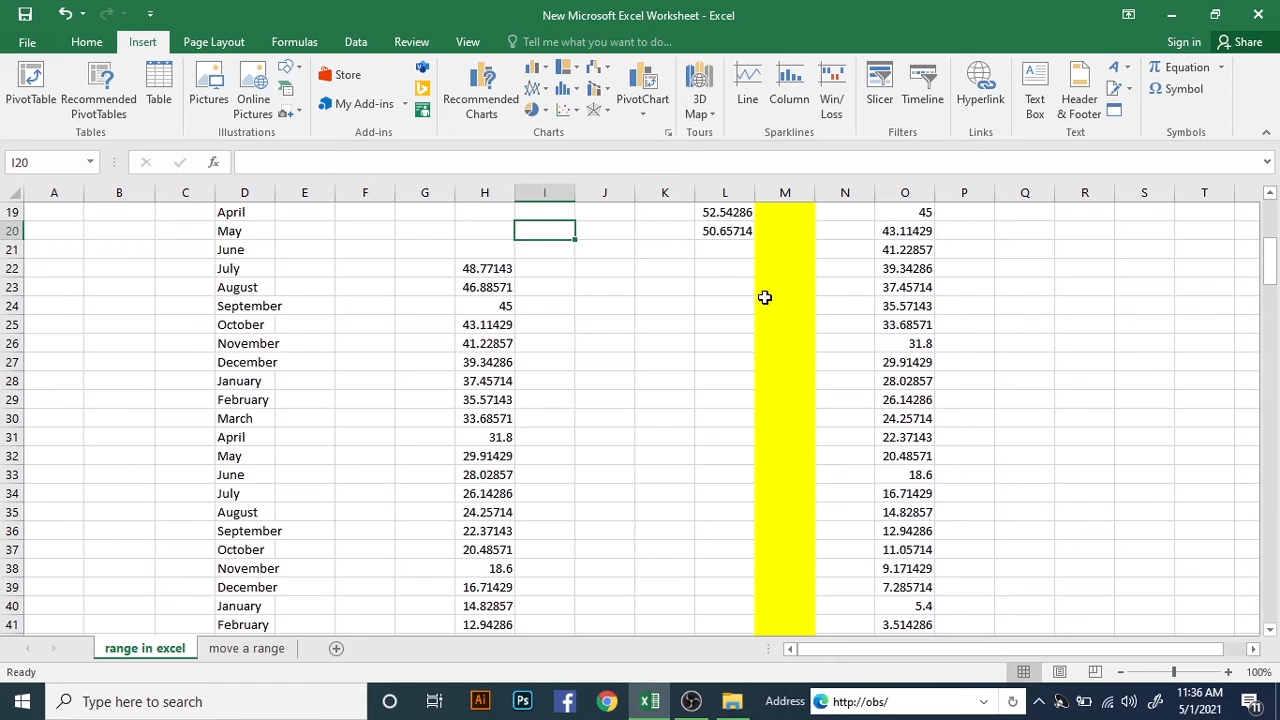 New Microsoft Excel Worksheet - Excel
File Home Insert Page Layout Formulas Data Review View Tell me what you want to do... Sign in Share
PivotTable Recommended PivotTables Table
Tables
Pictures Online Pictures
Illustrations
Store
My Add-ins
Add-ins
Recommended Charts
PivotChart
Charts
3D Map
Tours
Line Column Win/Loss
Sparklines
Slicer Timeline
Filters
Hyperlink
Links
Text Box Header & Footer
Text
Equation
Symbol
Symbols
I20 fx
A B C D E F G H I J K L M N O P Q R S T
19 April 52.54286 45
20 May 50.65714 43.11429
21 June 41.22857
22 July 48.77143 39.34286
23 August 46.88571 37.45714
24 September 45 35.57143
25 October 43.11429 33.68571
26 November 41.22857 31.8
27 December 39.34286 29.91429
28 January 37.45714 28.02857
29 February 35.57143 26.14286
30 March 33.68571 24.25714
31 April 31.8 22.37143
32 May 29.91429 20.48571
33 June 28.02857 18.6
34 July 26.14286 16.71429
35 August 24.25714 14.82857
36 September 22.37143 12.94286
37 October 20.48571 11.05714
38 November 18.6 9.171429
39 December 16.71429 7.285714
40 January 14.82857 5.4
41 February 12.94286 3.514286
range in excel move a range
Ready 100%
Type here to search Ai Ps Address http://obs/ 11:36 AM
5/1/2021